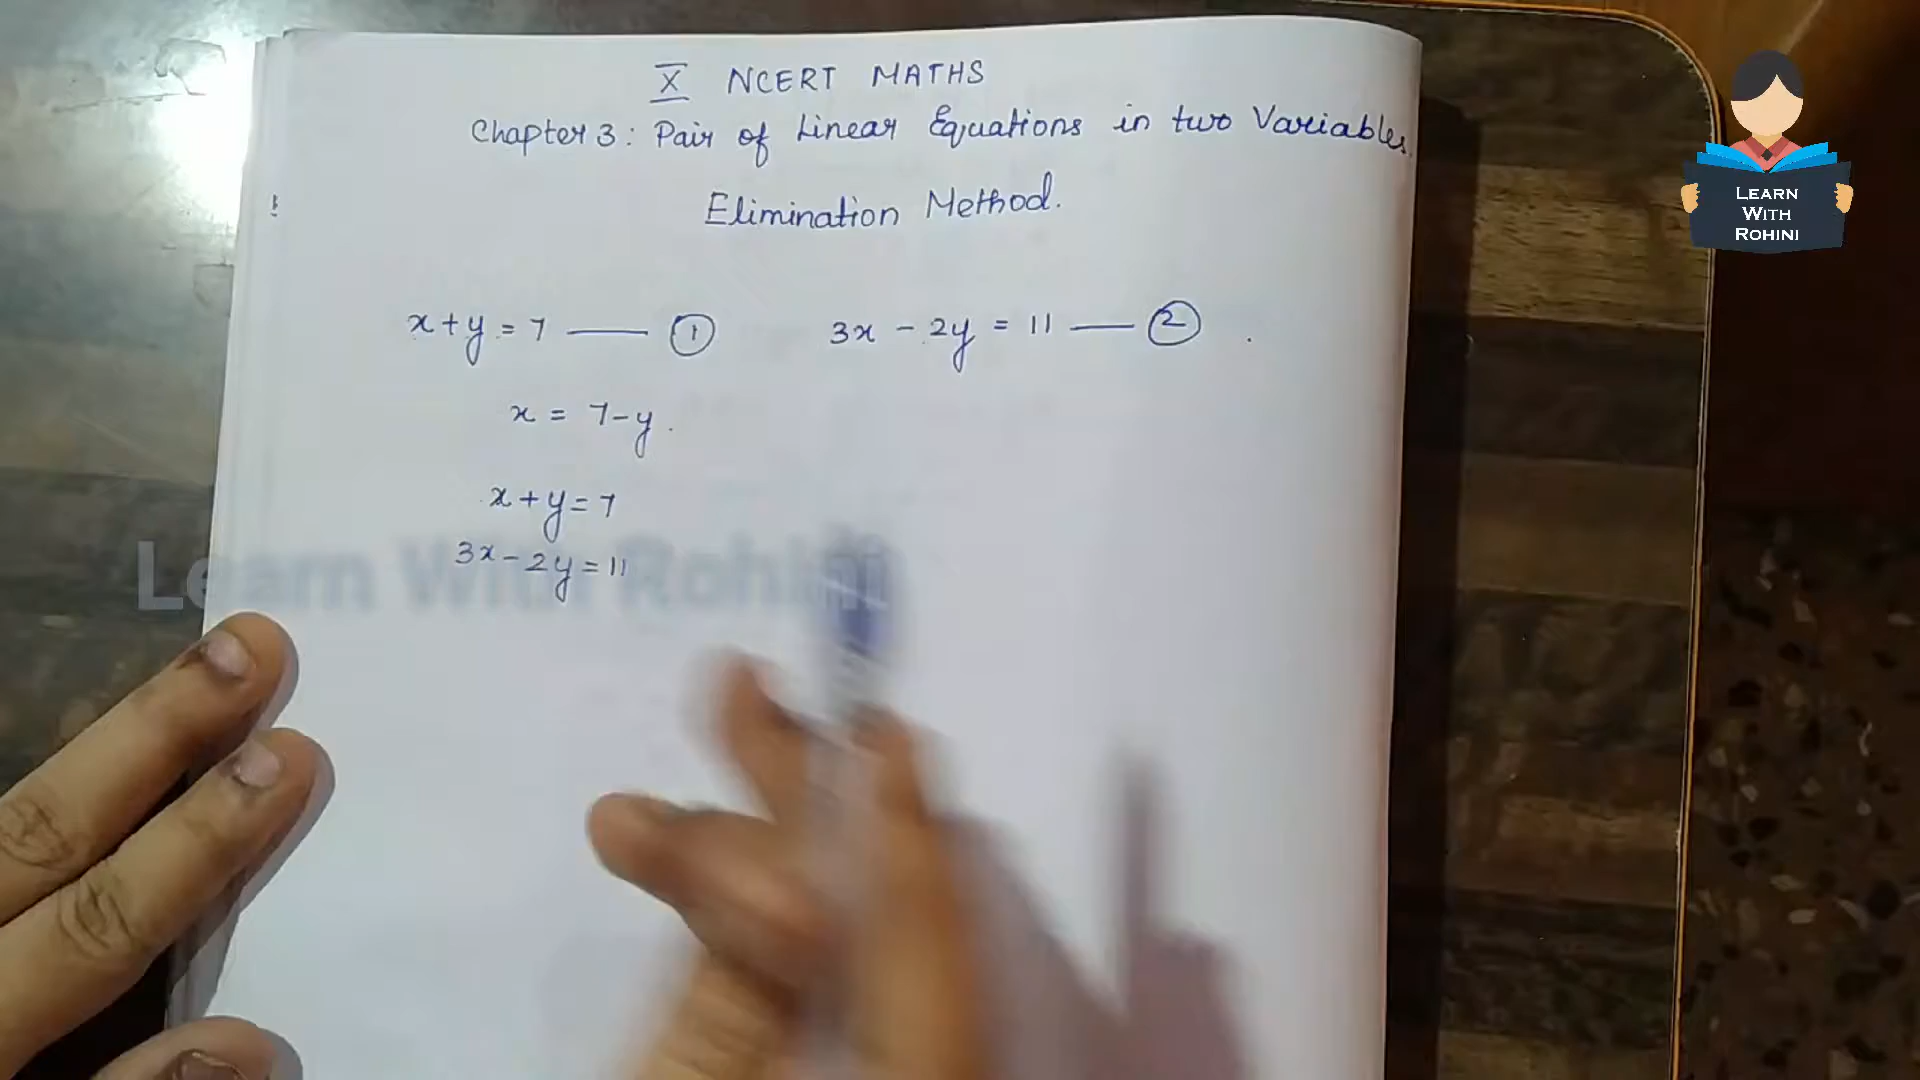 X NCERT MATHS
Chapter 3: Pair of Linear Equations in two Variables.
Elimination Method.
x + y = 7 —— ① 3x - 2y = 11 —— ②
x = 7 - y.
x + y = 7
3x - 2y = 11
Learn With Rohini
LEARN
WITH
ROHINI